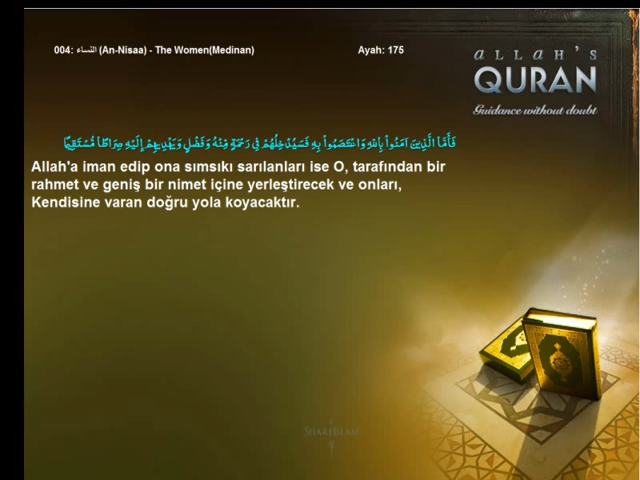 004: النساء (An-Nisaa) - The Women(Medinan)
Ayah: 175
ALLAH'S
QURAN
Guidance without doubt
فَأَمَّا الَّذِينَ آمَنُواْ بِاللّهِ وَاعْتَصَمُواْ بِهِ فَسَيُدْخِلُهُمْ فِي رَحْمَةٍ مِّنْهُ وَفَضْلٍ وَيَهْدِيهِمْ إِلَيْهِ صِرَاطًا مُّسْتَقِيمًا
Allah'a iman edip ona sımsıkı sarılanları ise O, tarafından bir
rahmet ve geniş bir nimet içine yerleştirecek ve onları,
Kendisine varan doğru yola koyacaktır.
SHAREISLAM